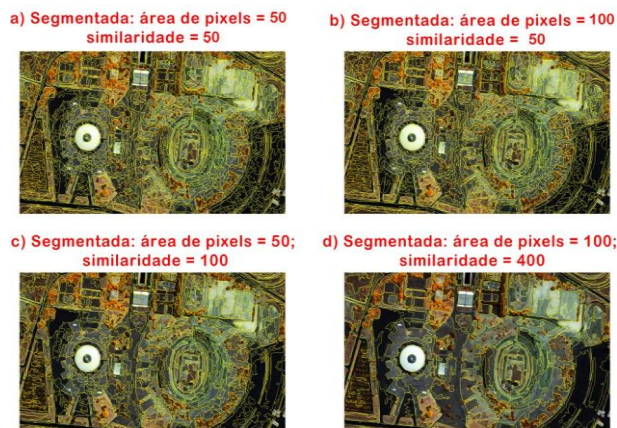 a) Segmentada: área de pixels = 50
similaridade = 50
b) Segmentada: área de pixels = 100
similaridade = 50
c) Segmentada: área de pixels = 50;
similaridade = 100
d) Segmentada: área de pixels = 100;
similaridade = 400